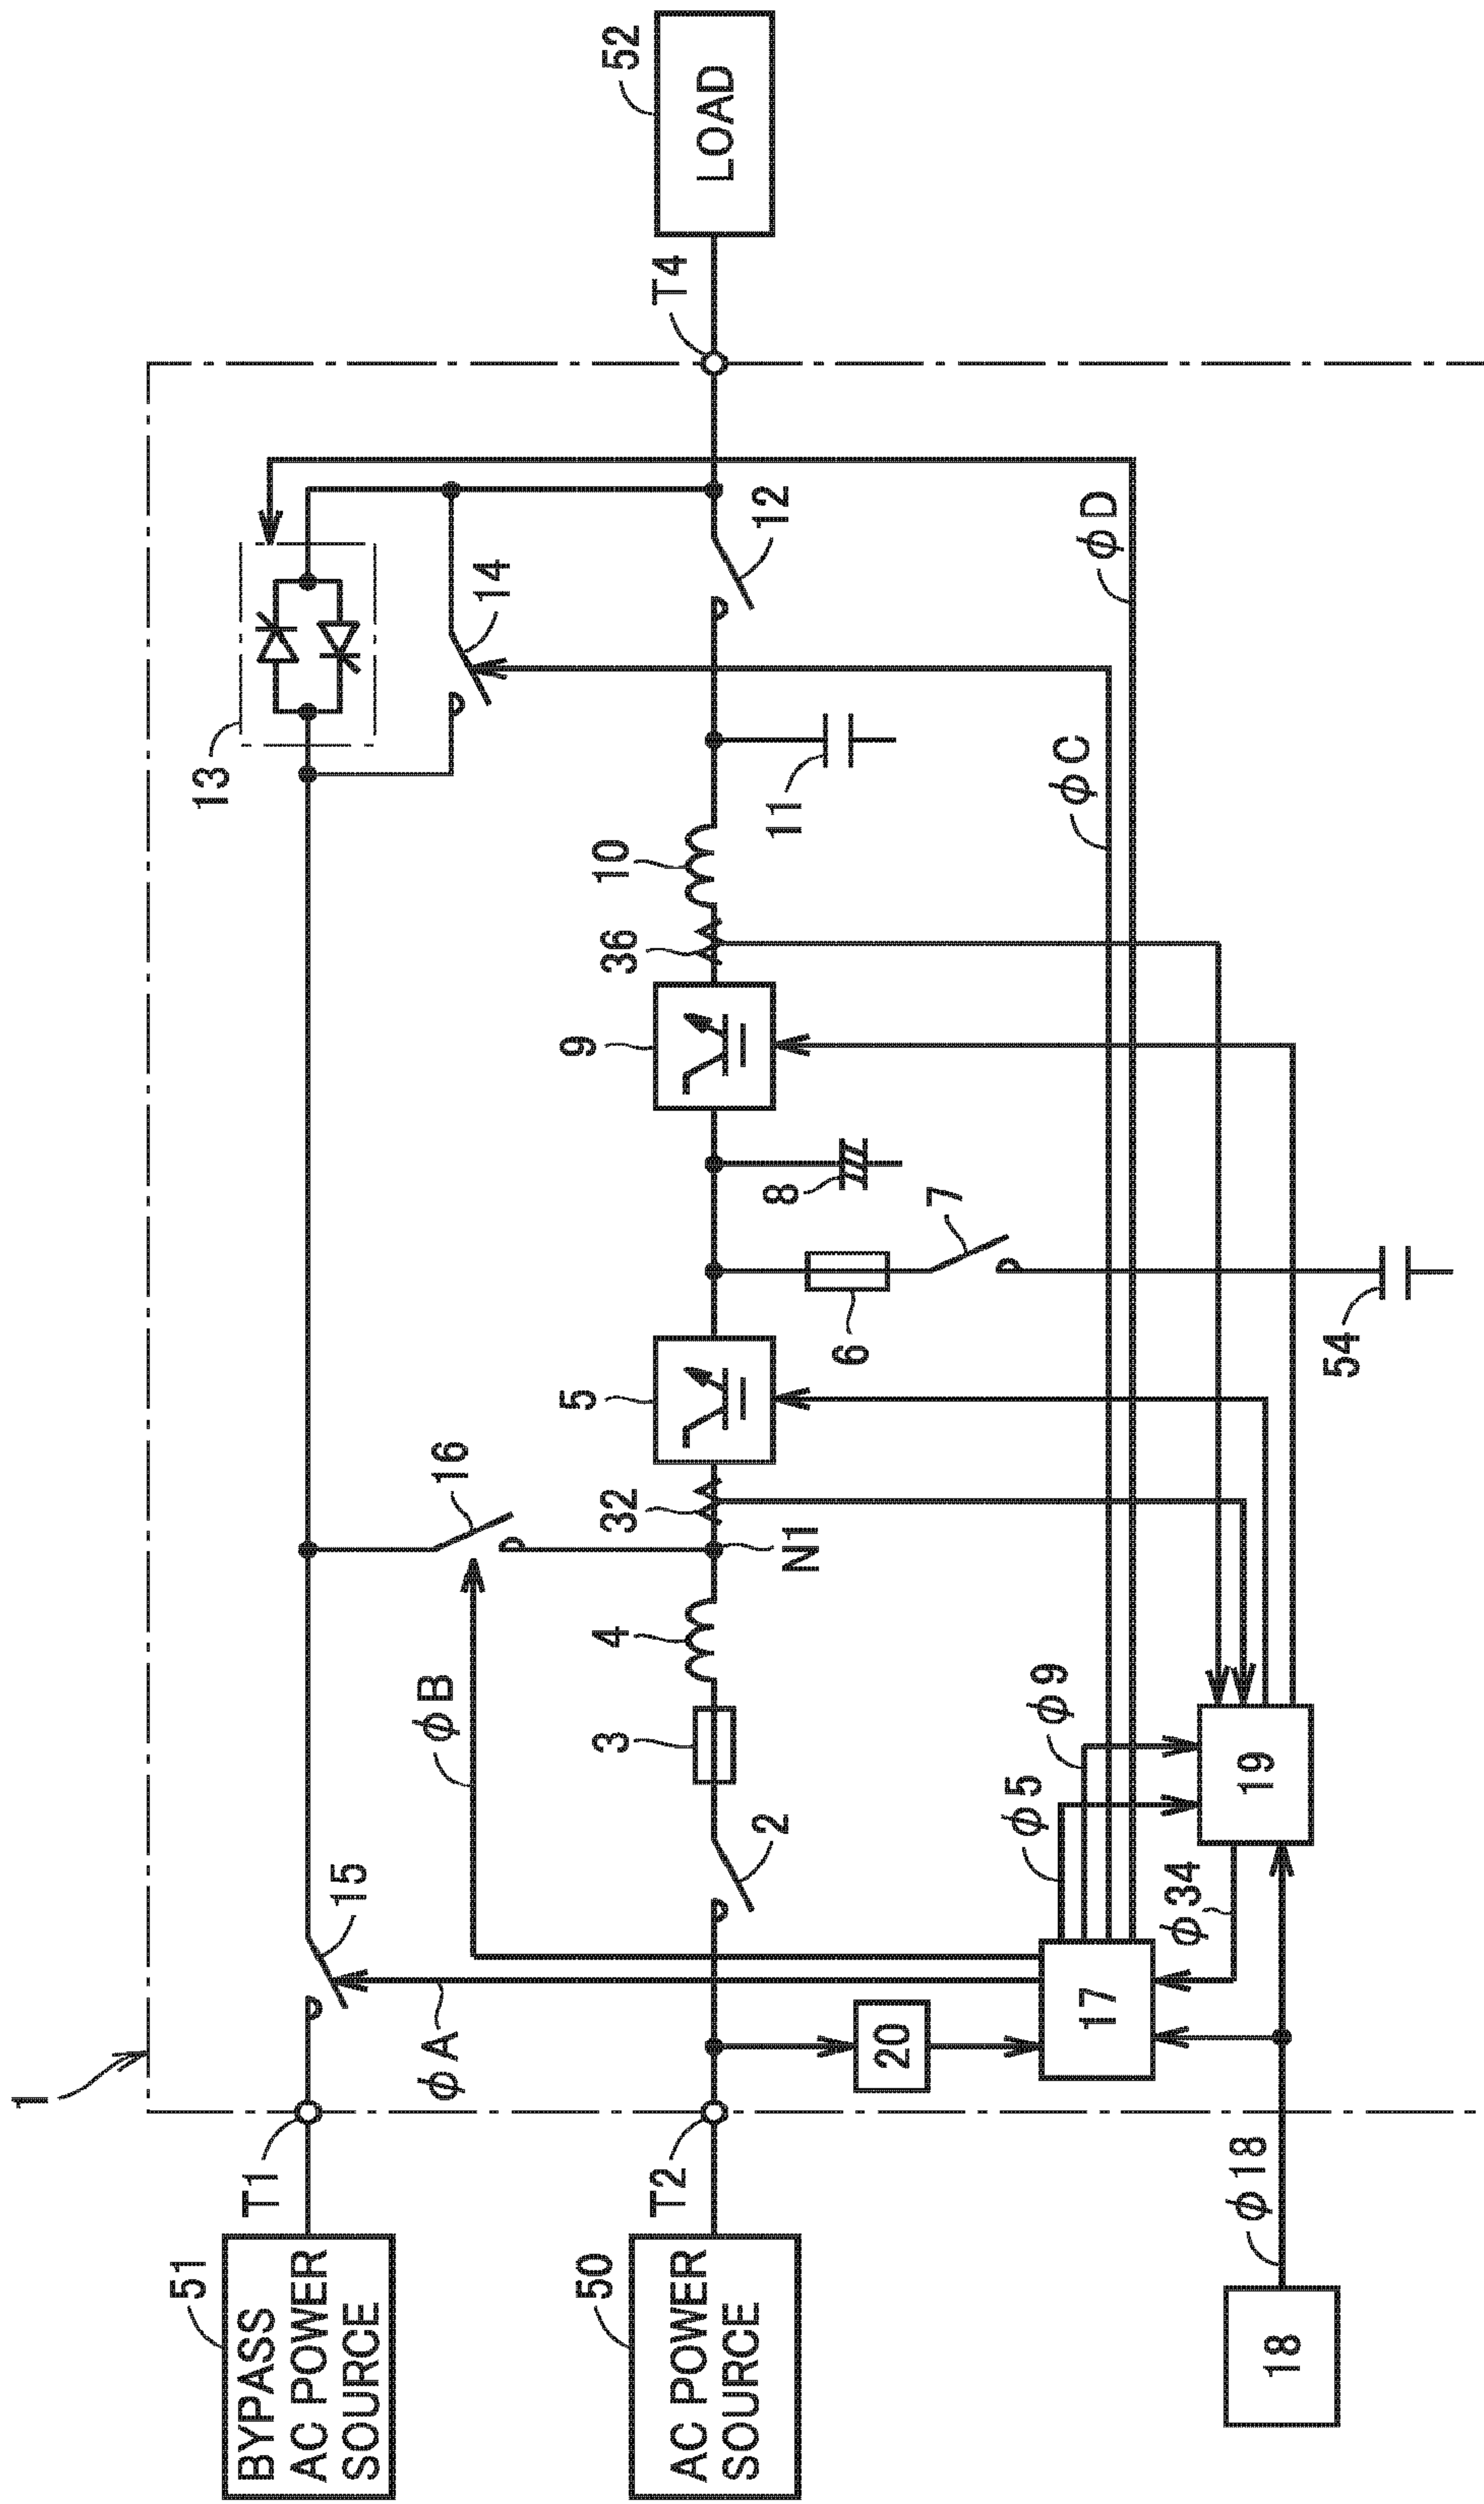 1
51
BYPASS
AC POWER
SOURCE
T1
15
φA
φB
16
13
14
50
AC POWER
SOURCE
T2
2
3
4
N1
32
5
6
7
8
54
9
36
10
11
12
T4
52
LOAD
20
17
φ5
φ9
φC
φD
φ34
19
18
φ18